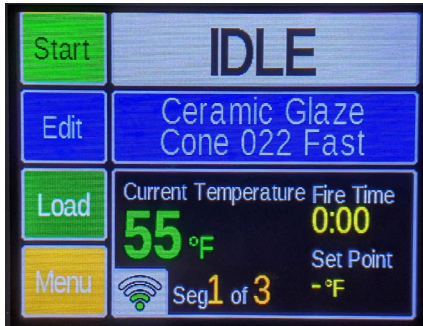 Start
IDLE
Edit
Ceramic Glaze
Cone 022 Fast
Load
Current Temperature
Fire Time
0:00
55 °F
Set Point
- °F
Menu
Seg 1 of 3